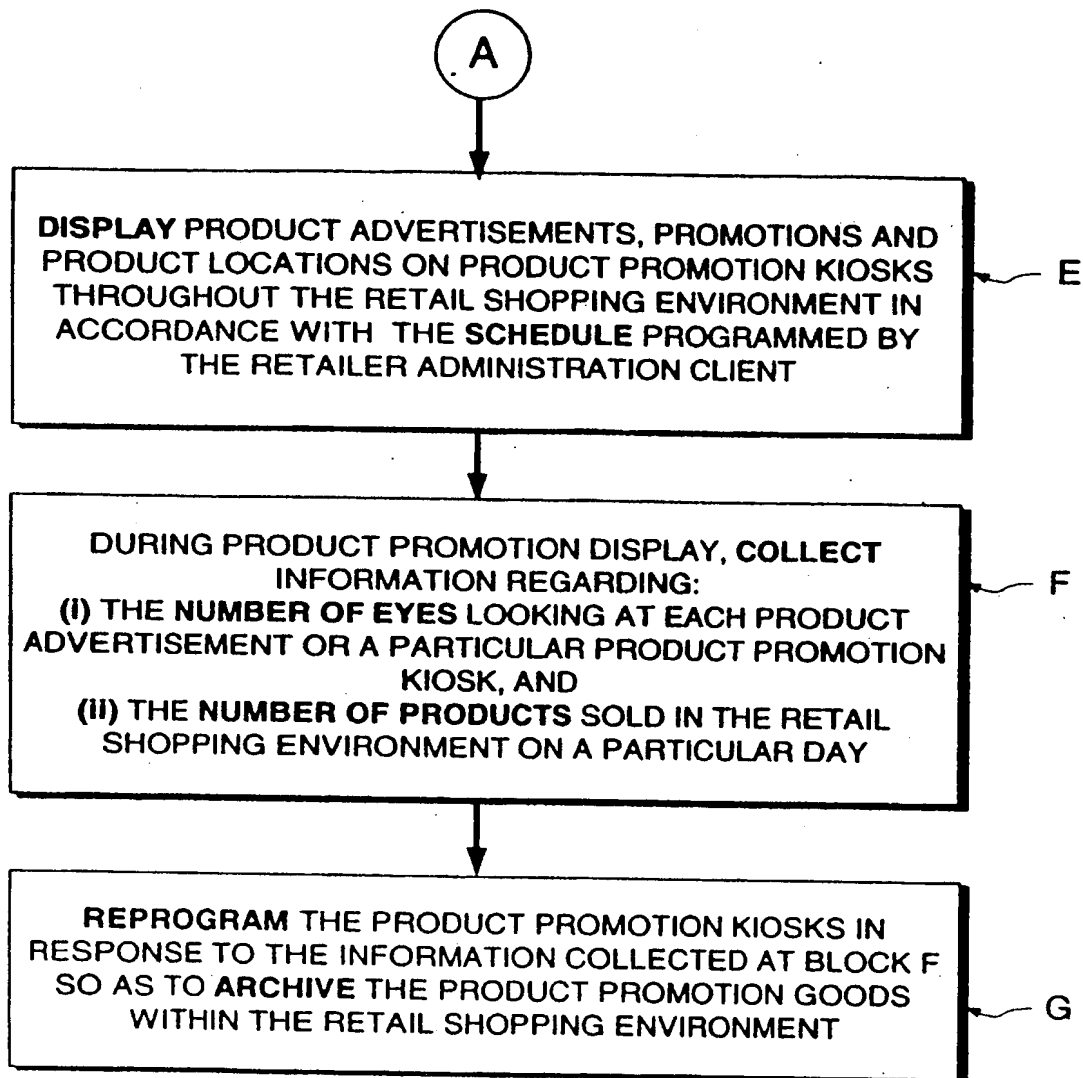 A
DISPLAY PRODUCT ADVERTISEMENTS, PROMOTIONS AND
PRODUCT LOCATIONS ON PRODUCT PROMOTION KIOSKS
THROUGHOUT THE RETAIL SHOPPING ENVIRONMENT IN
ACCORDANCE WITH THE SCHEDULE PROGRAMMED BY
THE RETAILER ADMINISTRATION CLIENT
E
DURING PRODUCT PROMOTION DISPLAY, COLLECT
INFORMATION REGARDING:
(i) THE NUMBER OF EYES LOOKING AT EACH PRODUCT
ADVERTISEMENT OR A PARTICULAR PRODUCT PROMOTION
KIOSK, AND
(ii) THE NUMBER OF PRODUCTS SOLD IN THE RETAIL
SHOPPING ENVIRONMENT ON A PARTICULAR DAY
F
REPROGRAM THE PRODUCT PROMOTION KIOSKS IN
RESPONSE TO THE INFORMATION COLLECTED AT BLOCK F
SO AS TO ARCHIVE THE PRODUCT PROMOTION GOODS
WITHIN THE RETAIL SHOPPING ENVIRONMENT
G